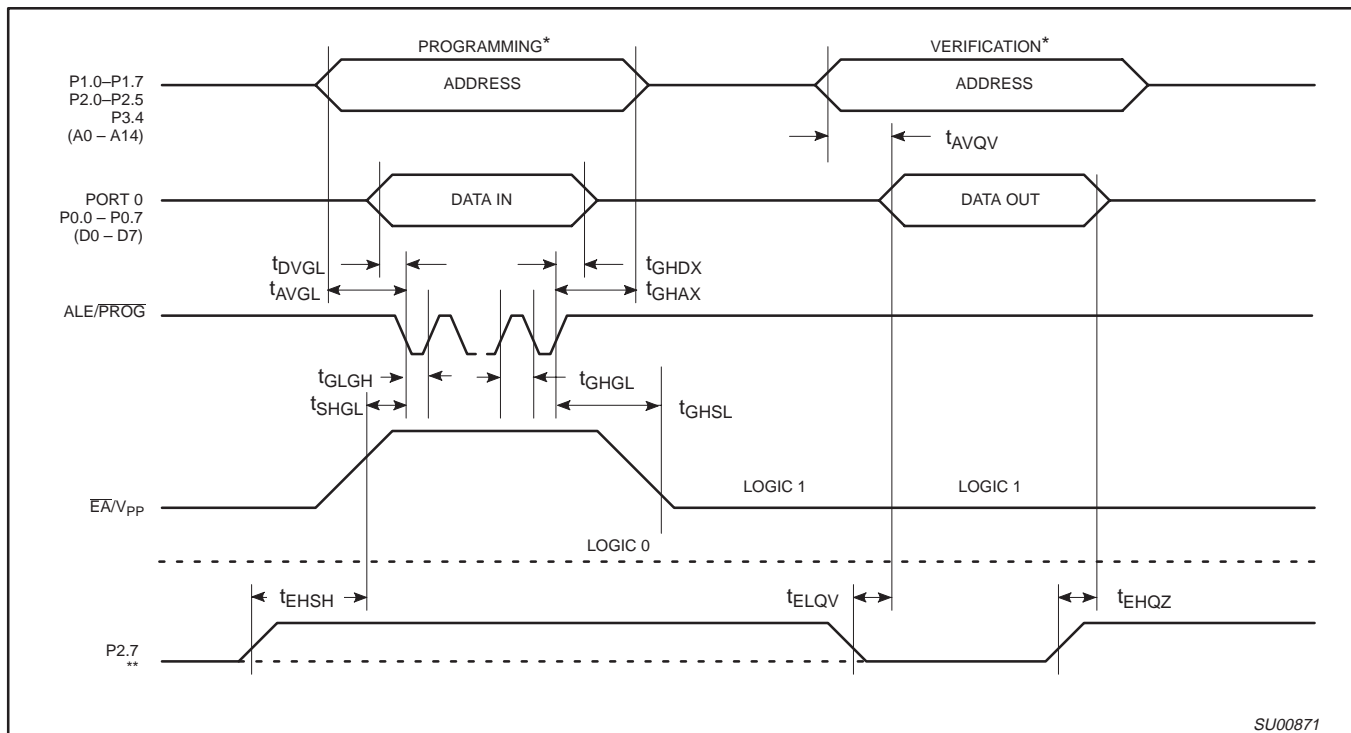 PROGRAMMING*
VERIFICATION*
P1.0–P1.7
P2.0–P2.5
P3.4
(A0 – A14)
ADDRESS
ADDRESS
tAVQV
PORT 0
P0.0 – P0.7
(D0 – D7)
DATA IN
DATA OUT
tDVGL
tGHDX
tAVGL
tGHAX
ALE/PROG
tGLGH
tGHGL
tSHGL
tGHSL
EA/VPP
LOGIC 1
LOGIC 1
LOGIC 0
tEHSH
tELQV
tEHQZ
P2.7
**
SU00871